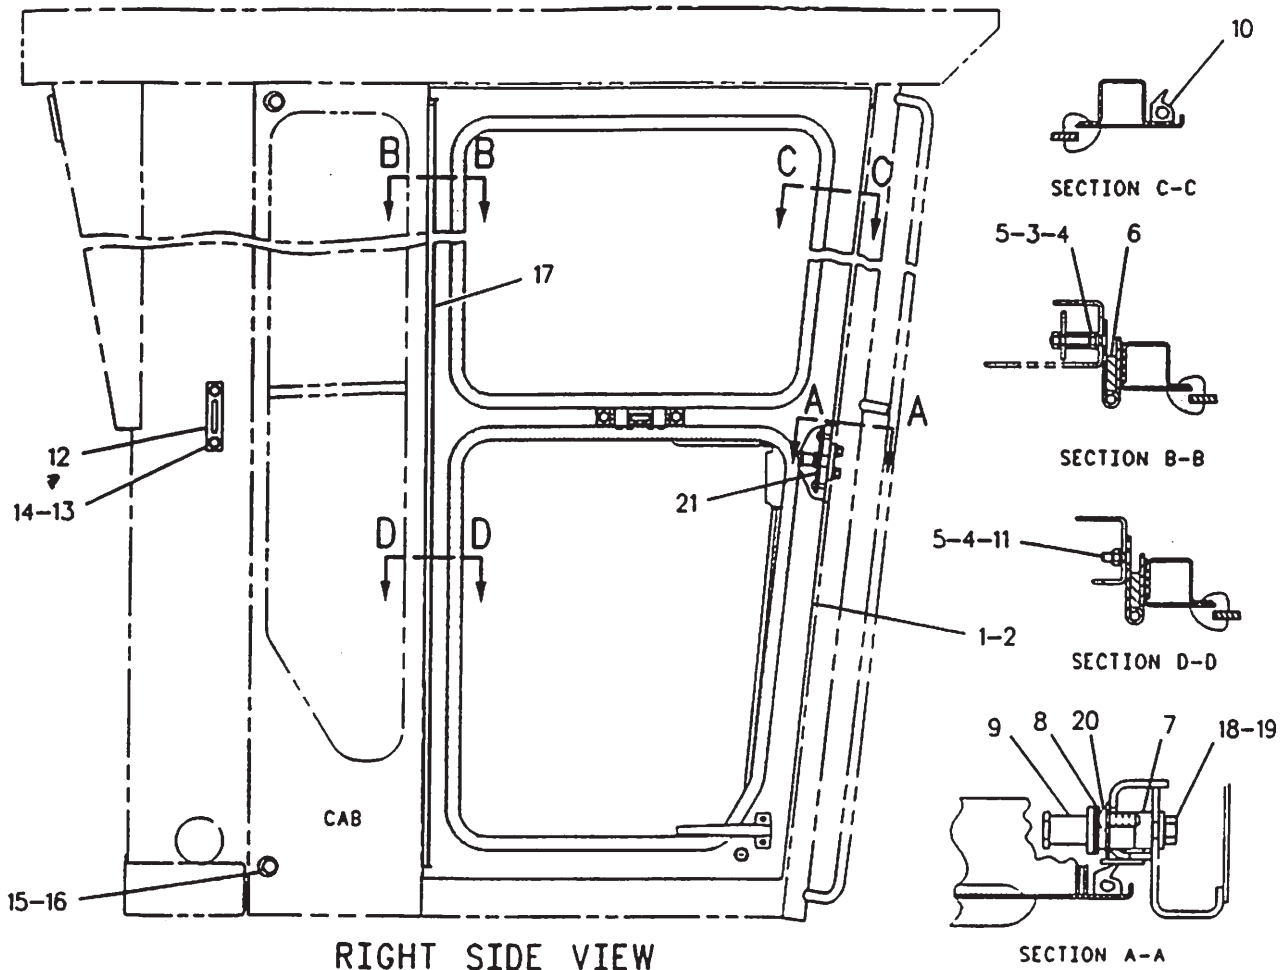 10
SECTION C-C
B B
C C
5-3-4 6
17
SECTION B-B
A A
12
14-13
21
5-4-11
D D
1-2
SECTION D-D
9 8 20 7 18-19
CAB
15-16
RIGHT SIDE VIEW
SECTION A-A